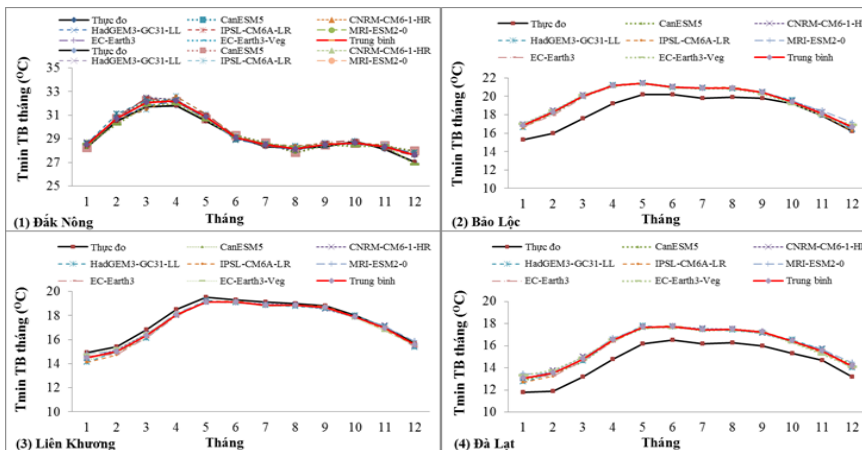 Thực đo CanESM5 CNRM-CM6-1-HR
HadGEM3-GC31-LL IPSL-CM6A-LR MRI-ESM2-0
EC-Earth3 EC-Earth3-Veg Trung bình
Thực đo CanESM5 CNRM-CM6-1-HR
HadGEM3-GC31-LL IPSL-CM6A-LR MRI-ESM2-0
Tmin TB tháng (⁰C)
35
33
31
29
27
25
1 2 3 4 5 6 7 8 9 10 11 12
Tháng
(1) Đắk Nông
Thực đo CanESM5 CNRM-CM6-1-HR
HadGEM3-GC31-LL IPSL-CM6A-LR MRI-ESM2-0
EC-Earth3 EC-Earth3-Veg Trung bình
Tmin TB tháng (⁰C)
22
20
18
16
14
12
10
1 2 3 4 5 6 7 8 9 10 11 12
Tháng
(2) Bảo Lộc
Thực đo CanESM5 CNRM-CM6-1-HR
HadGEM3-GC31-LL IPSL-CM6A-LR MRI-ESM2-0
EC-Earth3 EC-Earth3-Veg Trung bình
Tmin TB tháng (⁰C)
20
18
16
14
12
10
1 2 3 4 5 6 7 8 9 10 11 12
Tháng
(3) Liên Khương
Thực đo CanESM5 CNRM-CM6-1-HR
HadGEM3-GC31-LL IPSL-CM6A-LR MRI-ESM2-0
EC-Earth3 EC-Earth3-Veg Trung bình
Tmin TB tháng (⁰C)
20
18
16
14
12
10
1 2 3 4 5 6 7 8 9 10 11 12
Tháng
(4) Đà Lạt